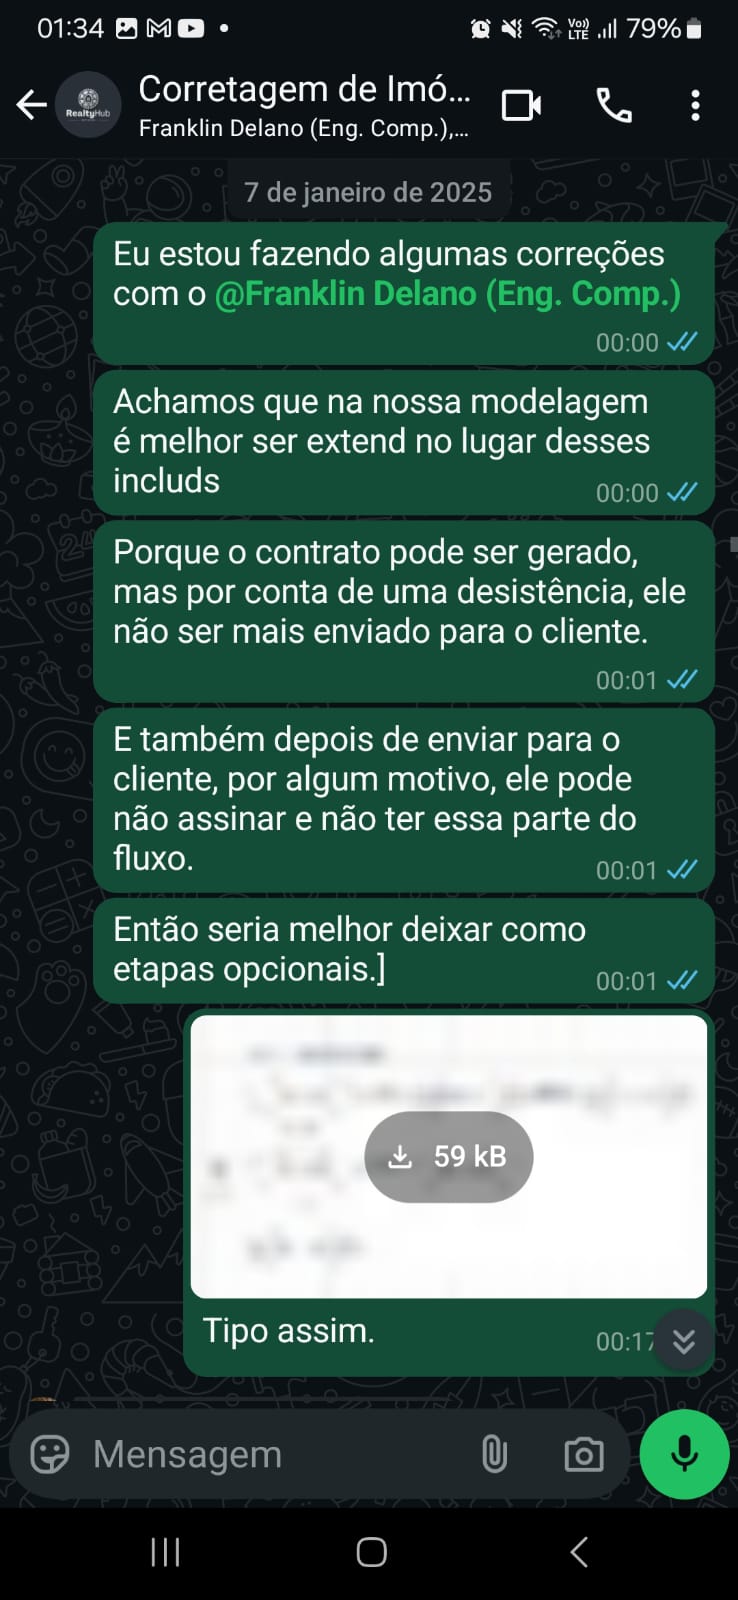 01:34
Vo))
LTE
79%
Corretagem de Imó...
RealtyHub
Franklin Delano (Eng. Comp.),...
7 de janeiro de 2025
Eu estou fazendo algumas correções
com o @Franklin Delano (Eng. Comp.)
00:00
Achamos que na nossa modelagem
é melhor ser extend no lugar desses
includs
00:00
Porque o contrato pode ser gerado,
mas por conta de uma desistência, ele
não ser mais enviado para o cliente.
00:01
E também depois de enviar para o
cliente, por algum motivo, ele pode
não assinar e não ter essa parte do
fluxo.
00:01
Então seria melhor deixar como
etapas opcionais.]
00:01
59 kB
Tipo assim.
00:17
Mensagem